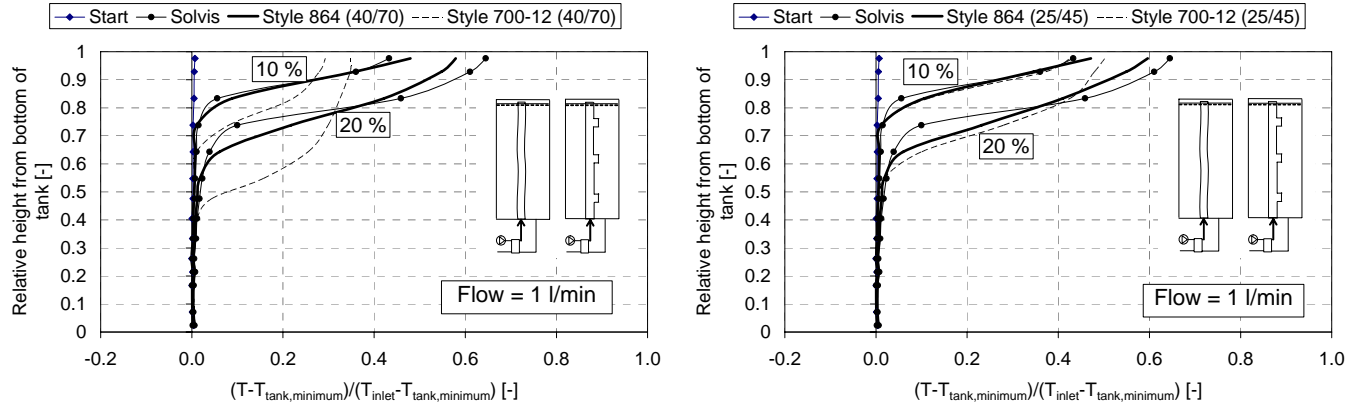 Start Solvis Style 864 (40/70) Style 700-12 (40/70)
1
0.9
0.8
0.7
0.6
0.5
0.4
0.3
0.2
0.1
0
Relative height from bottom of
tank [-]
10 %
20 %
Flow = 1 l/min
-0.2 0.0 0.2 0.4 0.6 0.8 1.0
(T-Ttank,minimum)/(Tinlet-Ttank,minimum) [-]
Start Solvis Style 864 (25/45) Style 700-12 (25/45)
1
0.9
0.8
0.7
0.6
0.5
0.4
0.3
0.2
0.1
0
Relative height from bottom of
tank [-]
10 %
20 %
Flow = 1 l/min
-0.2 0.0 0.2 0.4 0.6 0.8 1.0
(T-Ttank,minimum)/(Tinlet-Ttank,minimum) [-]